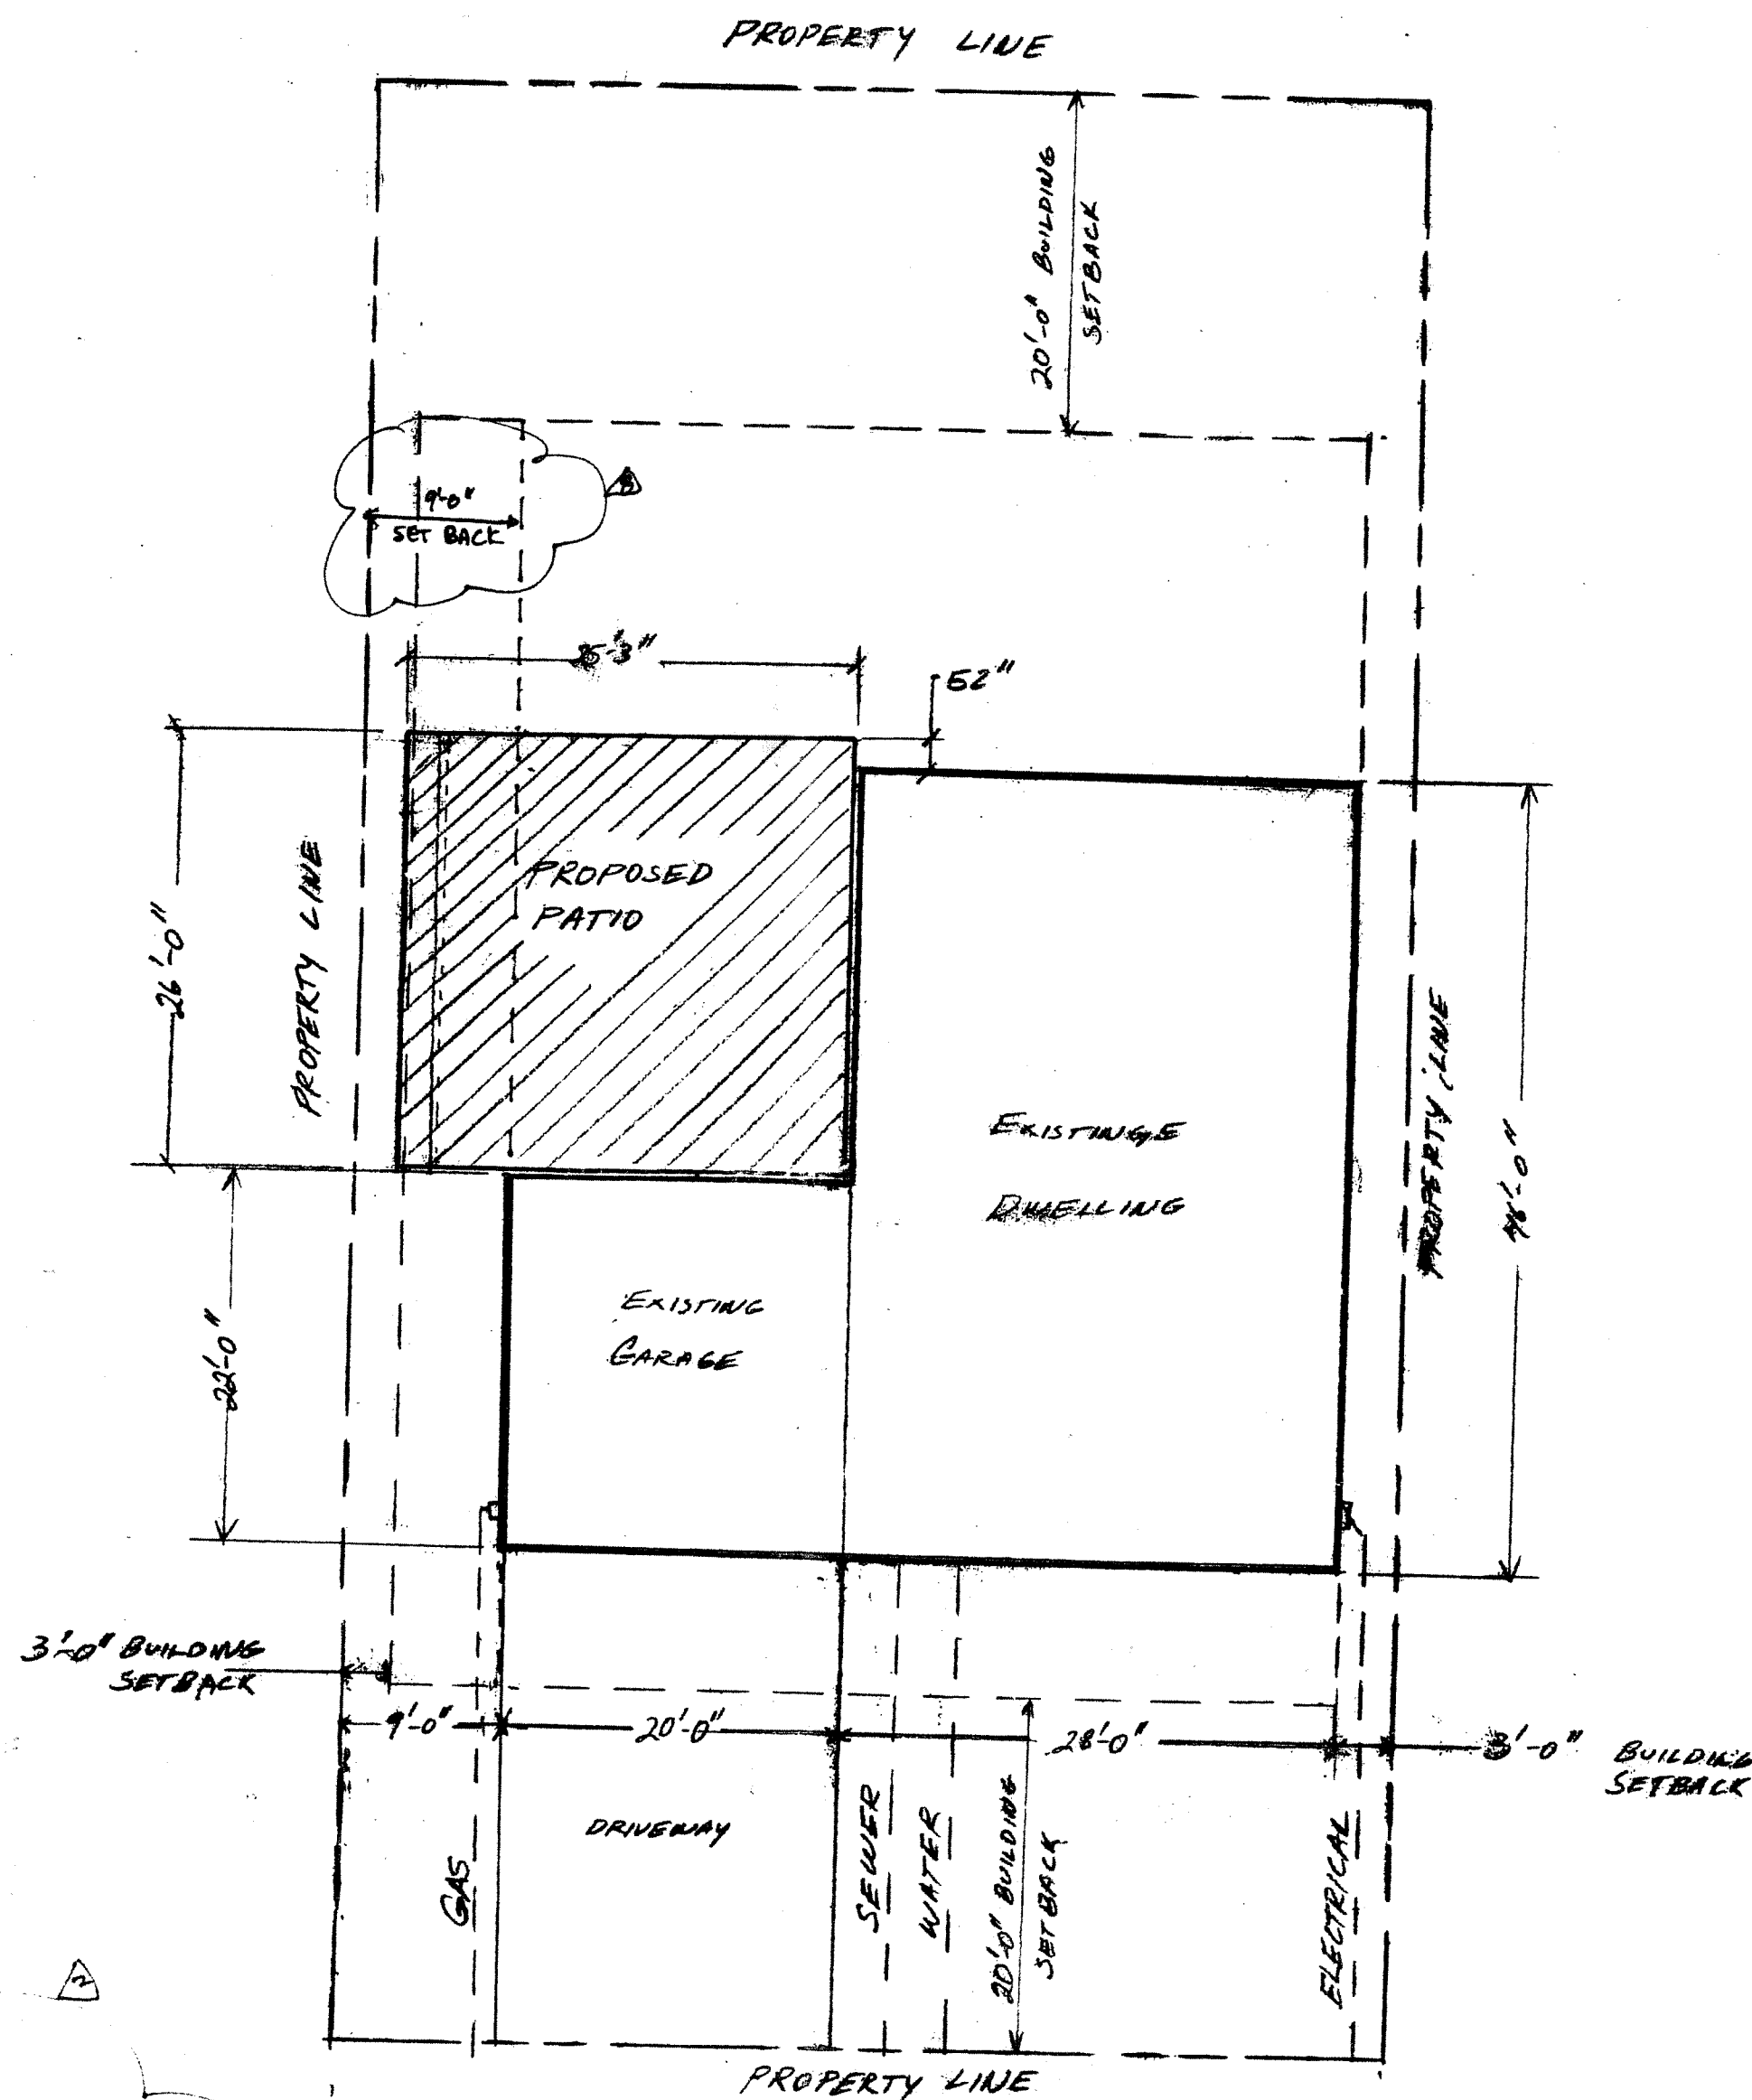 PROPERTY LINE
20'-0" BUILDING
SETBACK
9'-0"
SET BACK
52"
PROPOSED
PATIO
26'-0"
PROPERTY LINE
EXISTINGE
DWELLING
PROPERTY LINE
EXISTING
GARAGE
22'-0"
3'-0" BUILDING
SETBACK
9'-0"
20'-0"
28'-0"
3'-0" BUILDING
SETBACK
DRIVEWAY
GAS
SEWER
WATER
20'-0" BUILDING
SETBACK
ELECTRICAL
2
PROPERTY LINE